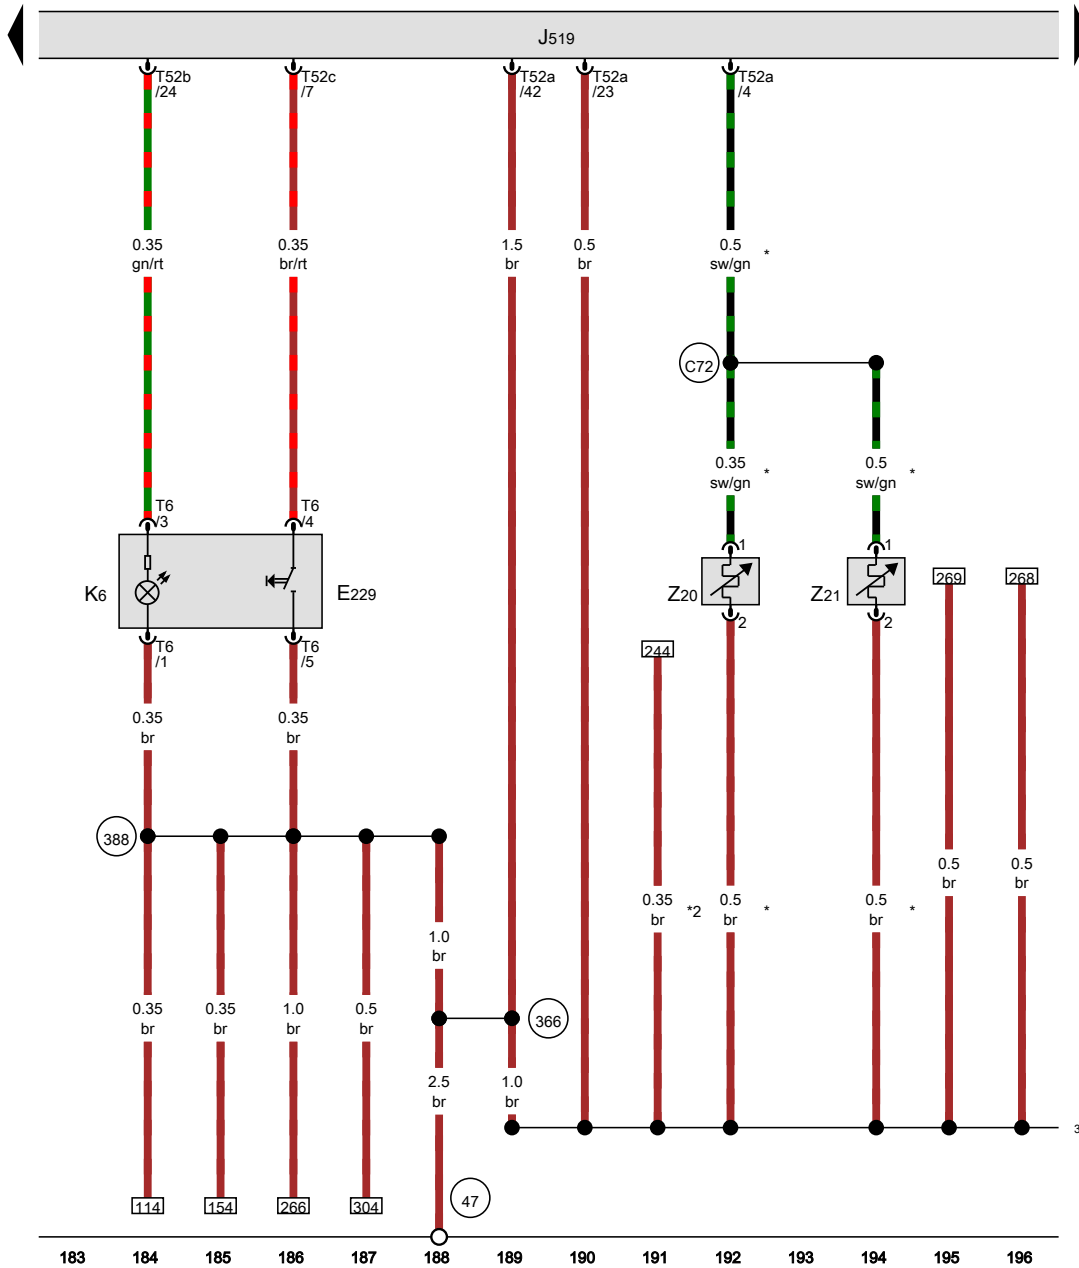 J519
T52b
/24
T52c
/7
T52a
/42
T52a
/23
T52a
/4
0.35
gn/rt
0.35
br/rt
1.5
br
0.5
br
0.5
sw/gn
*
C72
0.35
sw/gn
*
0.5
sw/gn
*
T6
/3
T6
/4
K6
E229
1
1
Z20
Z21
269
268
2
2
T6
/1
T6
/5
244
0.35
br
0.35
br
388
0.5
br
0.5
br
0.35
br
*2
0.5
br
*
0.5
br
*
1.0
br
0.35
br
0.35
br
1.0
br
0.5
br
366
2.5
br
1.0
br
3
114
154
266
304
47
183
184
185
186
187
188
189
190
191
192
193
194
195
196